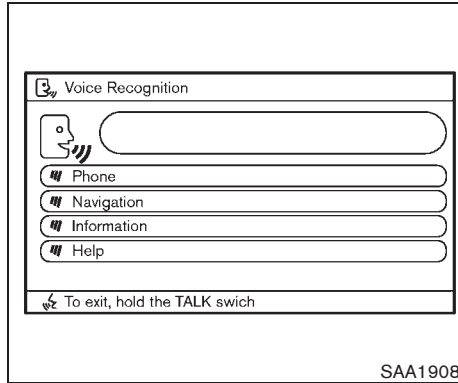 Voice Recognition
Phone
Navigation
Information
Help
To exit, hold the TALK swich
SAA1908